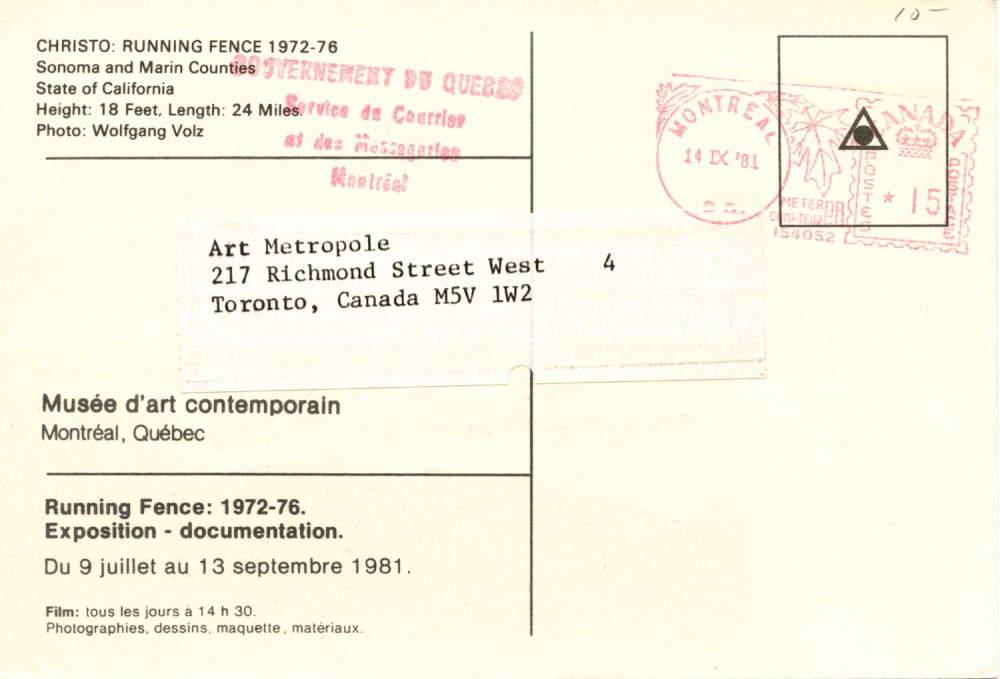 10-
CHRISTO: RUNNING FENCE 1972-76
Sonoma and Marin Counties
State of California
Height: 18 Feet, Length: 24 Miles.
Photo: Wolfgang Volz
GOUVERNEMENT DU QUEBEC
Service de Courrier
et des Messageries
Montréal
MONTREAL
14 IX '81
P. Q.
METER
COMPTEUR
154052
CANADA
POSTES
POSTAGE
* 15
Art Metropole
217 Richmond Street West 4
Toronto, Canada M5V 1W2
Musée d'art contemporain
Montréal, Québec
Running Fence: 1972-76.
Exposition - documentation.
Du 9 juillet au 13 septembre 1981.
Film: tous les jours à 14 h 30.
Photographies, dessins, maquette, matériaux.